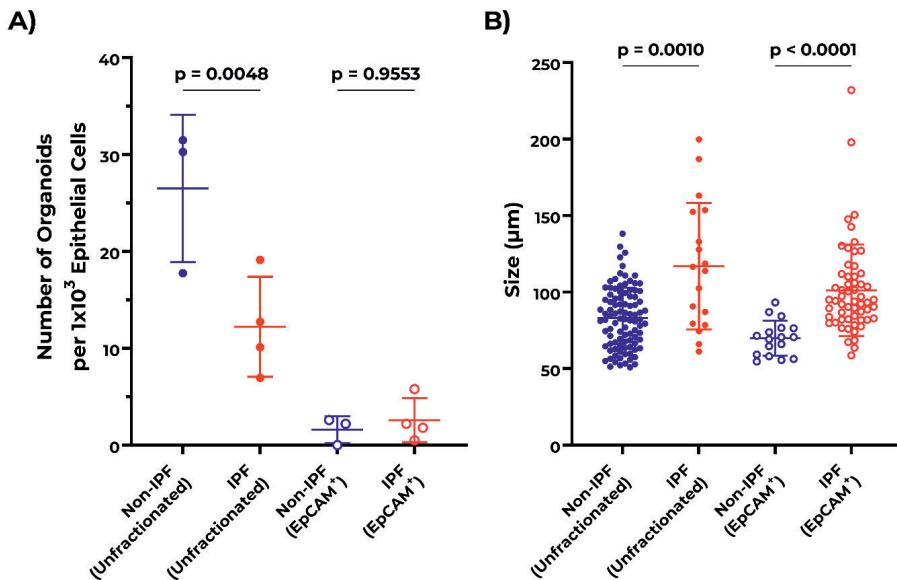 A)
p = 0.0048
p = 0.9553
Number of Organoids
per 1x10³ Epithelial Cells
40
30
20
10
0
Non-IPF
(Unfractionated)
IPF
(Unfractionated)
Non-IPF
(EpCAM⁺)
IPF
(EpCAM⁺)
B)
p = 0.0010
p < 0.0001
Size (µm)
250
200
150
100
50
0
Non-IPF
(Unfractionated)
IPF
(Unfractionated)
Non-IPF
(EpCAM⁺)
IPF
(EpCAM⁺)